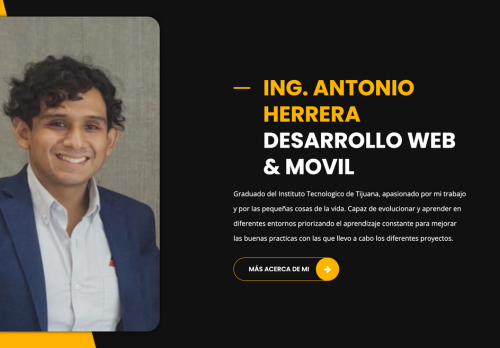 ING. ANTONIO
HERRERA
DESARROLLO WEB
& MOVIL
Graduado del Instituto Tecnologico de Tijuana, apasionado por mi trabajo
y por las pequeñas cosas de la vida. Capaz de evolucionar y aprender en
diferentes entornos priorizando el aprendizaje constante para mejorar
las buenas practicas con las que llevo a cabo los diferentes proyectos.
MÁS ACERCA DE MI